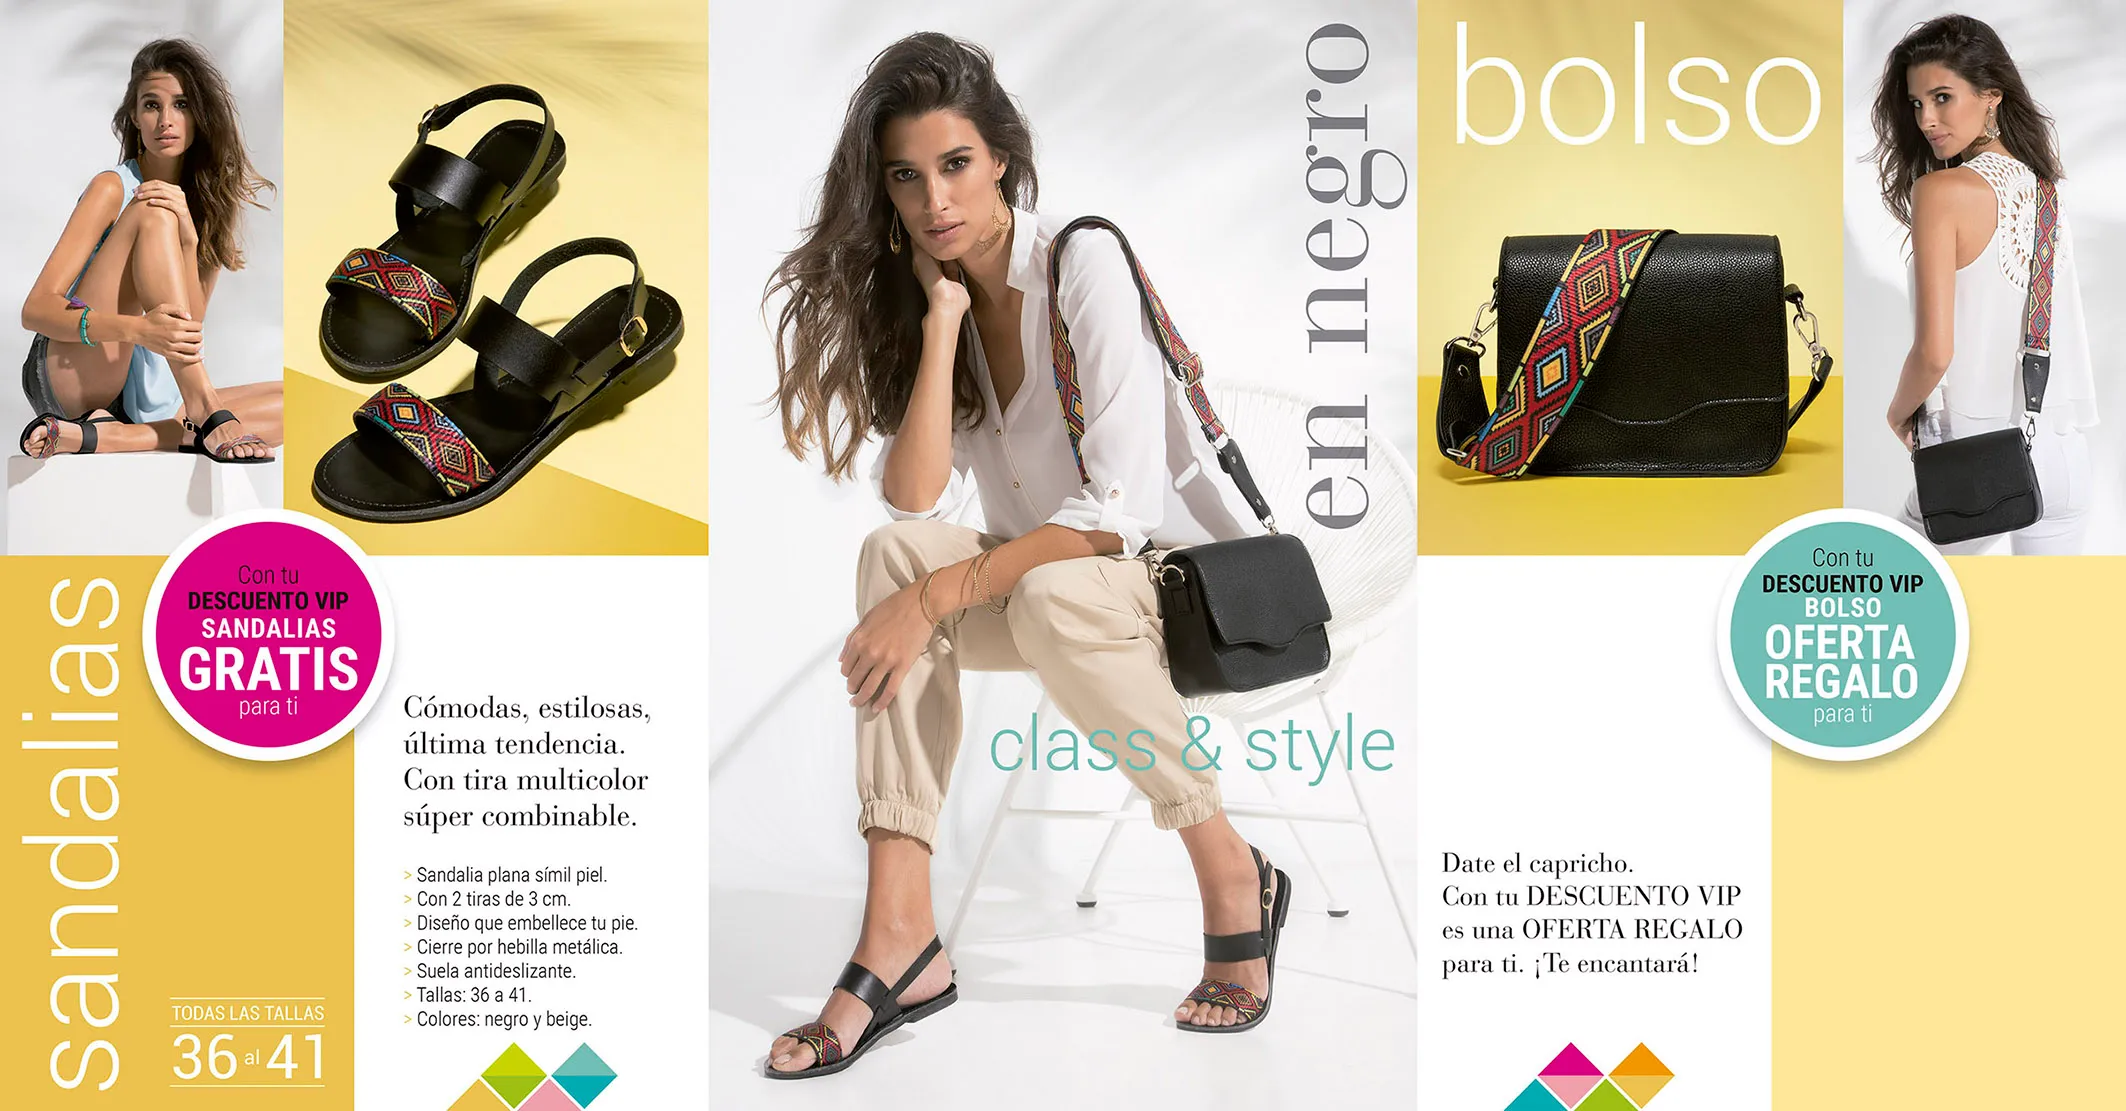 sandalias
Con tu
DESCUENTO VIP
SANDALIAS
GRATIS
para ti
TODAS LAS TALLAS
36 al 41
Cómodas, estilosas,
última tendencia.
Con tira multicolor
súper combinable.
> Sandalia plana símil piel.
> Con 2 tiras de 3 cm.
> Diseño que embellece tu pie.
> Cierre por hebilla metálica.
> Suela antideslizante.
> Tallas: 36 a 41.
> Colores: negro y beige.
en negro
class & style
bolso
Con tu
DESCUENTO VIP
BOLSO
OFERTA
REGALO
para ti
Date el capricho.
Con tu DESCUENTO VIP
es una OFERTA REGALO
para ti. ¡Te encantará!